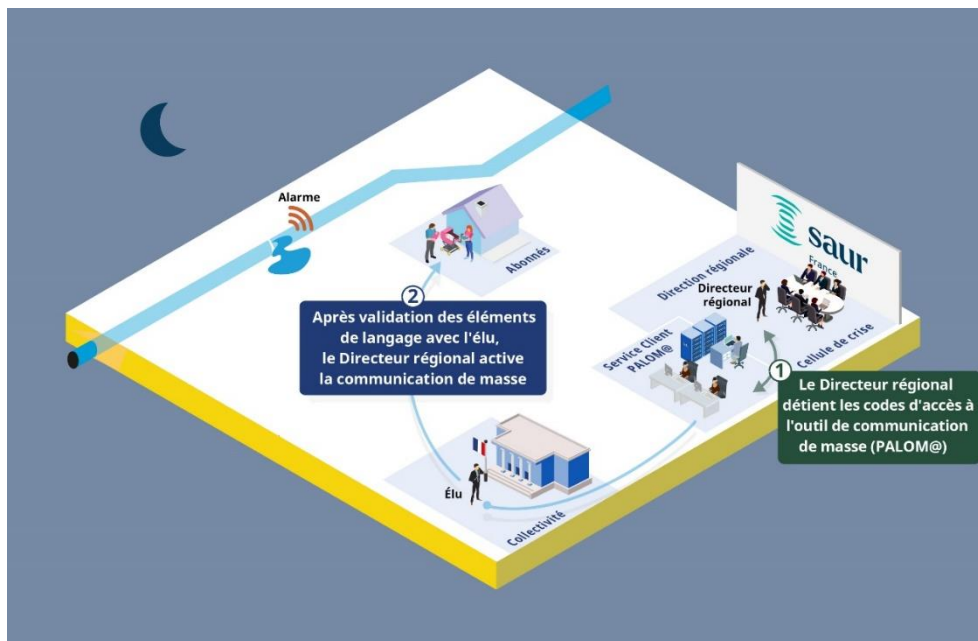 Alarme
Abonnés
saur
France
Direction régionale
Directeur
régional
Cellule de crise
Service Client
PALOM@
2
Après validation des éléments
de langage avec l'élu,
le Directeur régional active
la communication de masse
1
Le Directeur régional
détient les codes d'accès à
l'outil de communication
de masse (PALOM@)
Élu
Collectivité